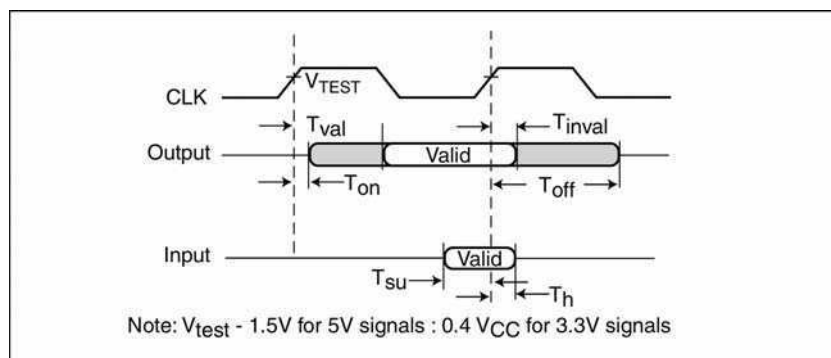 VTEST
CLK
Tval
Tinval
Output
Valid
Ton
Toff
Input
Valid
Tsu
Th
Note: Vtest - 1.5V for 5V signals : 0.4 VCC for 3.3V signals